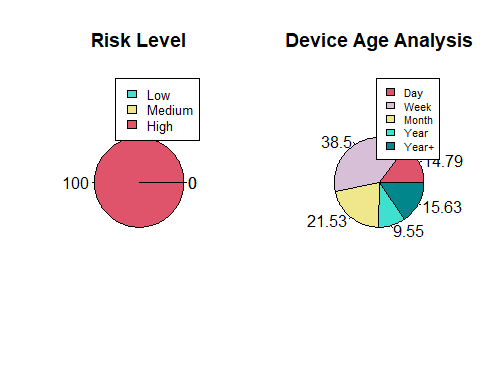 Risk Level
Low
Medium
High
100
0
Device Age Analysis
Day
Week
Month
Year
Year+
38.5
14.79
21.53
15.63
9.55